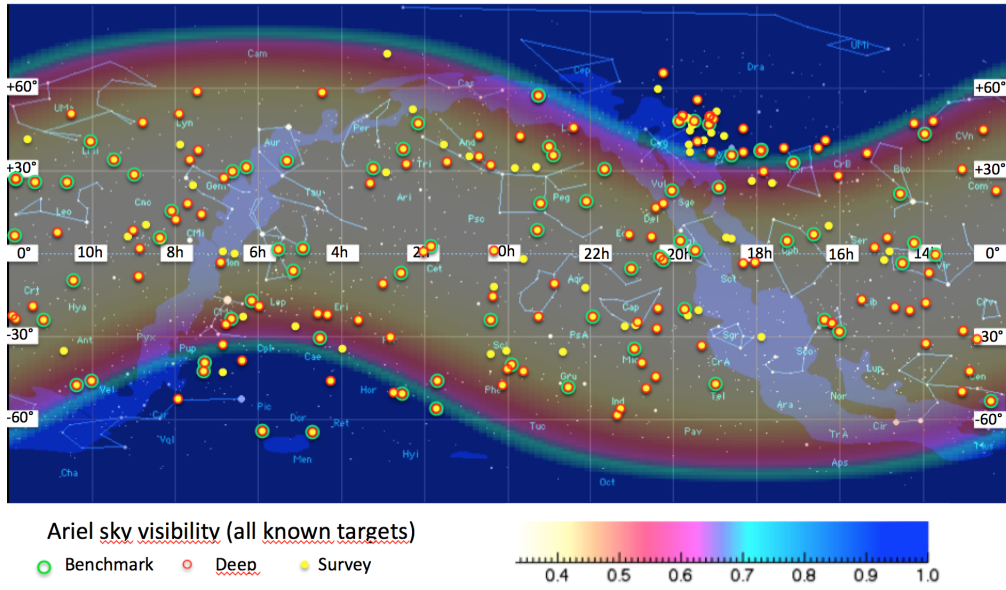 Cam
Cep
UMi
Dra
+60° Cas +60°
UMa Lyn Per CVn
LMi Aur And Cyg
+30° Tri CrB Boo +30°
Gem Vul Com
Leo Cnc Tau Ari Peg Sge
CMi Psc Del
Ser
0° 10h 8h 6h 4h 2h 00h 22h 20h 18h 16h 14h 0°
Mon Cet Vir
Crt Aqr Sct
Hya Lep Eri Cap Lib
CMa
-30° -30°
Ant Pyx Pup Col Cae PsA Sgr Sco
Mic CrA Lup
Vel Hor Phe Gru Tel Cen
Nor
-60° Pic Ind Ara -60°
Car Dor Ret Tuc Pav Cir
Vol TrA
Men Hyi Aps
Cha
Oct
Ariel sky visibility (all known targets)
Benchmark Deep Survey
0.4 0.5 0.6 0.7 0.8 0.9 1.0